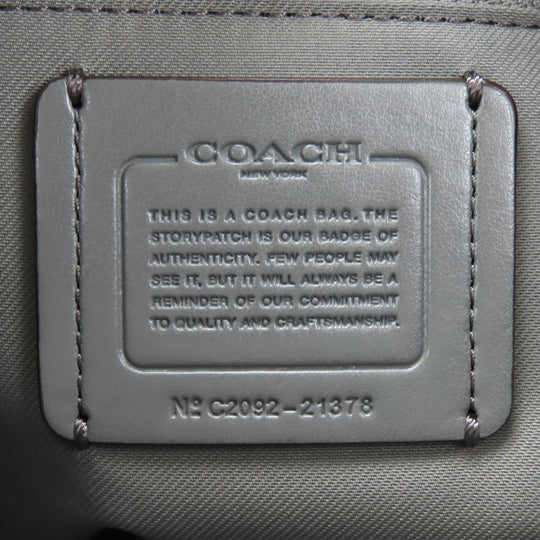 COACH
NEW YORK
THIS IS A COACH BAG. THE
STORYPATCH IS OUR BADGE OF
AUTHENTICITY. FEW PEOPLE MAY
SEE IT, BUT IT WILL ALWAYS BE A
REMINDER OF OUR COMMITMENT
TO QUALITY AND CRAFTSMANSHIP.
Nº C2092-21378